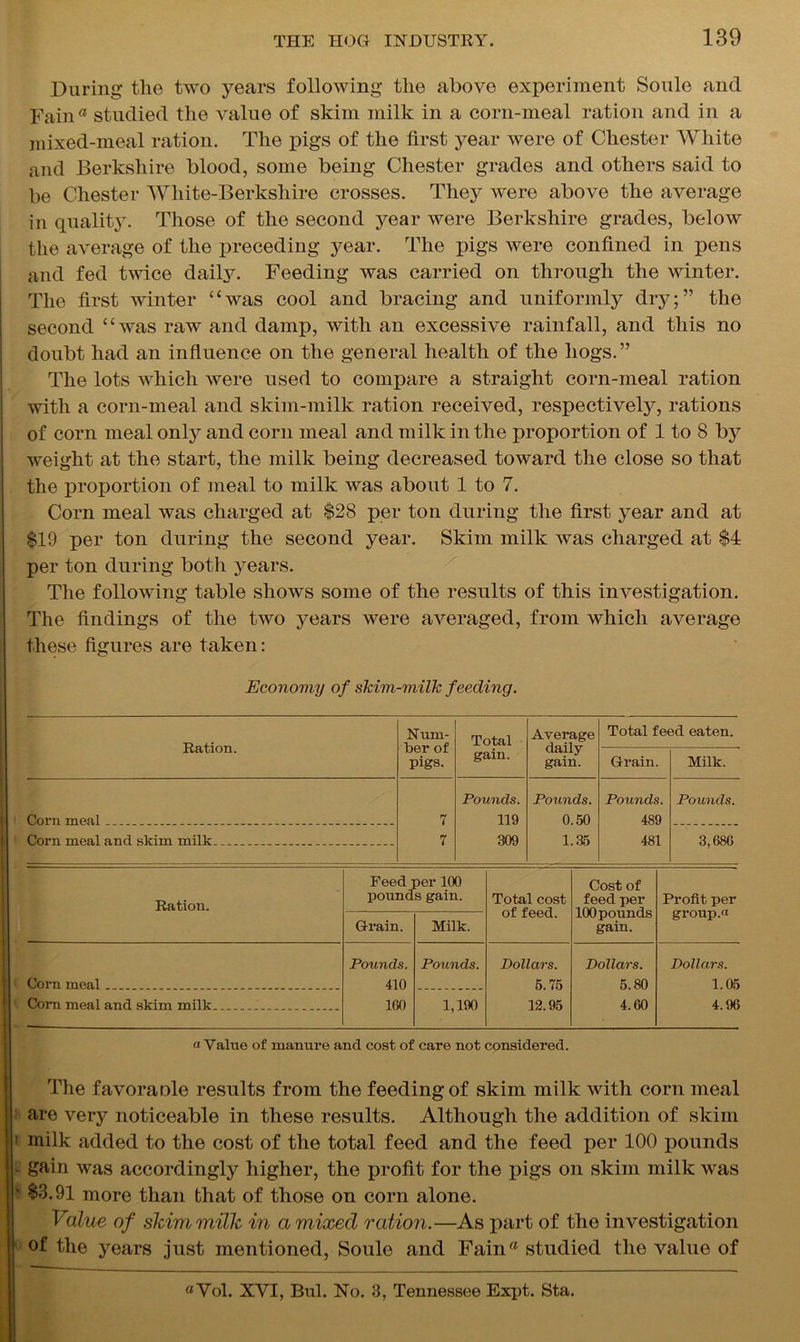 THE HOG INDUSTRY. 139
During the two years following the above experiment Soule and
Fain a studied the value of skim milk in a corn-meal ration and in a
mixed-meal ration. The pigs of the first year were of Chester White
and Berkshire blood, some being Chester grades and others said to
be Chester White-Berkshire crosses. They were above the average
in quality. Those of the second year were Berkshire grades, below
the average of the preceding year. The pigs were confined in pens
and fed twice daily. Feeding was carried on through the winter.
The first winter “was cool and bracing and uniformly dry;” the
second “was raw and damp, with an excessive rainfall, and this no
doubt had an influence on the general health of the hogs.”
The lots which were used to compare a straight corn-meal ration
with a corn-meal and skim-milk ration received, respectively, rations
of corn meal only and corn meal and milk in the proportion of 1 to 8 by
weight at the start, the milk being decreased toward the close so that
the proportion of meal to milk was about 1 to 7.
Corn meal was charged at $28 per ton during the first year and at
$19 per ton during the second year. Skim milk was charged at $4
per ton during both years.
The following table shows some of the results of this investigation.
The findings of the two years were averaged, from which average
these figures are taken:
Economy of skim-milk feeding.
Ration. Number of pigs. Total gain. Average daily gain. Total feed eaten.
Grain. Milk.
Pounds. Pounds. Pounds. Pounds.
Corn meal 7 119 0.50 489
Corn meal and skim milk 7 309 1.35 481 3,686
Ration. Feed per 100 pounds gain. Total cost of feed. Cost of feed per 100 pounds gain. Profit per group.a
Grain. Milk.
Pounds. Pounds. Dollars. Dollars. Dollars.
Corn meal 410 5.75 5.80 1.05
Corn meal and skim milk 160 1,190 12.95 4.60 4.96
a Value of manure and cost of care not considered.
The favorable results from the feeding of skim milk with corn meal
are very noticeable in these results. Although the addition of skim
milk added to the cost of the total feed and the feed per 100 pounds
gain was accordingly higher, the profit for the pigs on skim milk was
$3.91 more than that of those on corn alone.
Value of skim milk in a mixed ration.—As part of the investigation
of the years just mentioned, Soule and Fain a studied the value of
a Vol. XVI, Bul. No. 3, Tennessee Expt. Sta.